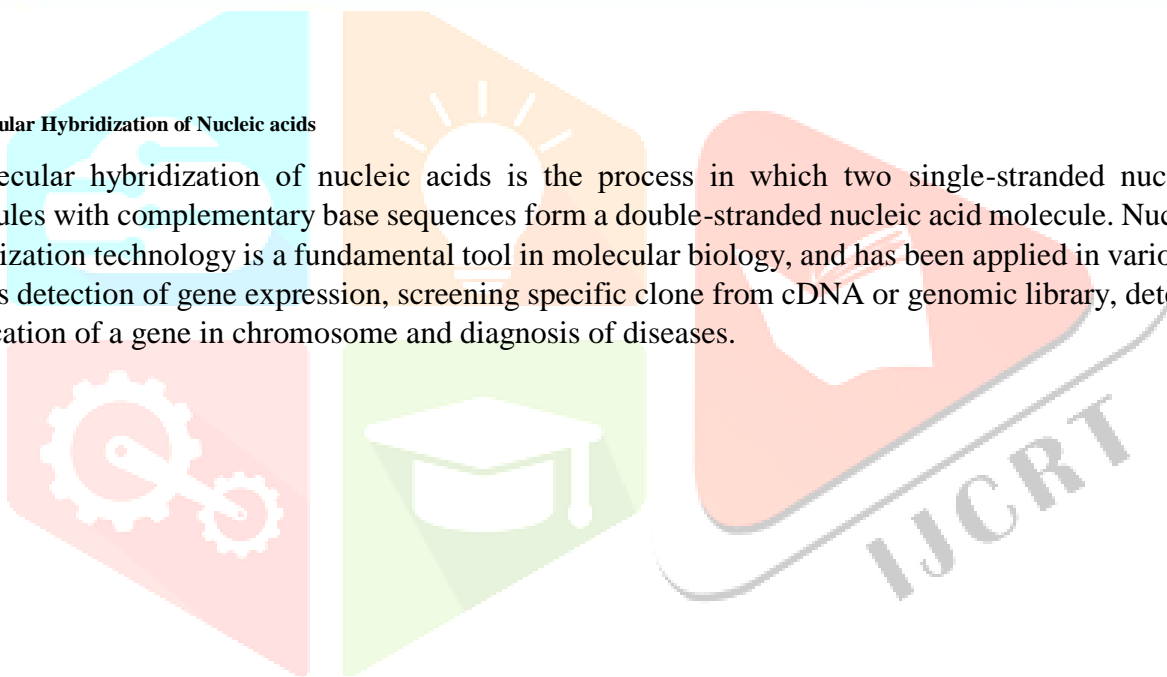 ular Hybridization of Nucleic acids
ecular hybridization of nucleic acids is the process in which two single-stranded nuc
ules with complementary base sequences form a double-stranded nucleic acid molecule. Nuc
ization technology is a fundamental tool in molecular biology, and has been applied in vario
s detection of gene expression, screening specific clone from cDNA or genomic library, dete
cation of a gene in chromosome and diagnosis of diseases.
IJCRT